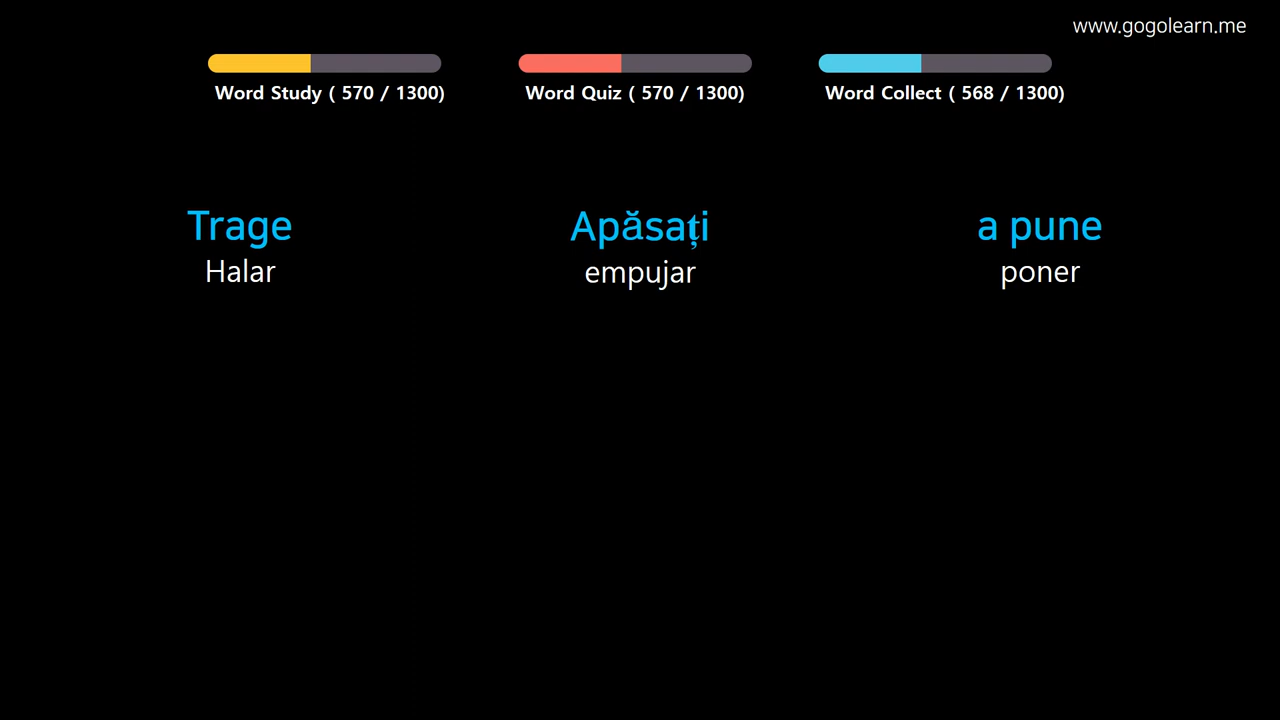 www.gogolearn.me
Word Study ( 570 / 1300)
Word Quiz ( 570 / 1300)
Word Collect ( 568 / 1300)
Trage
Halar
Apăsați
empujar
a pune
poner